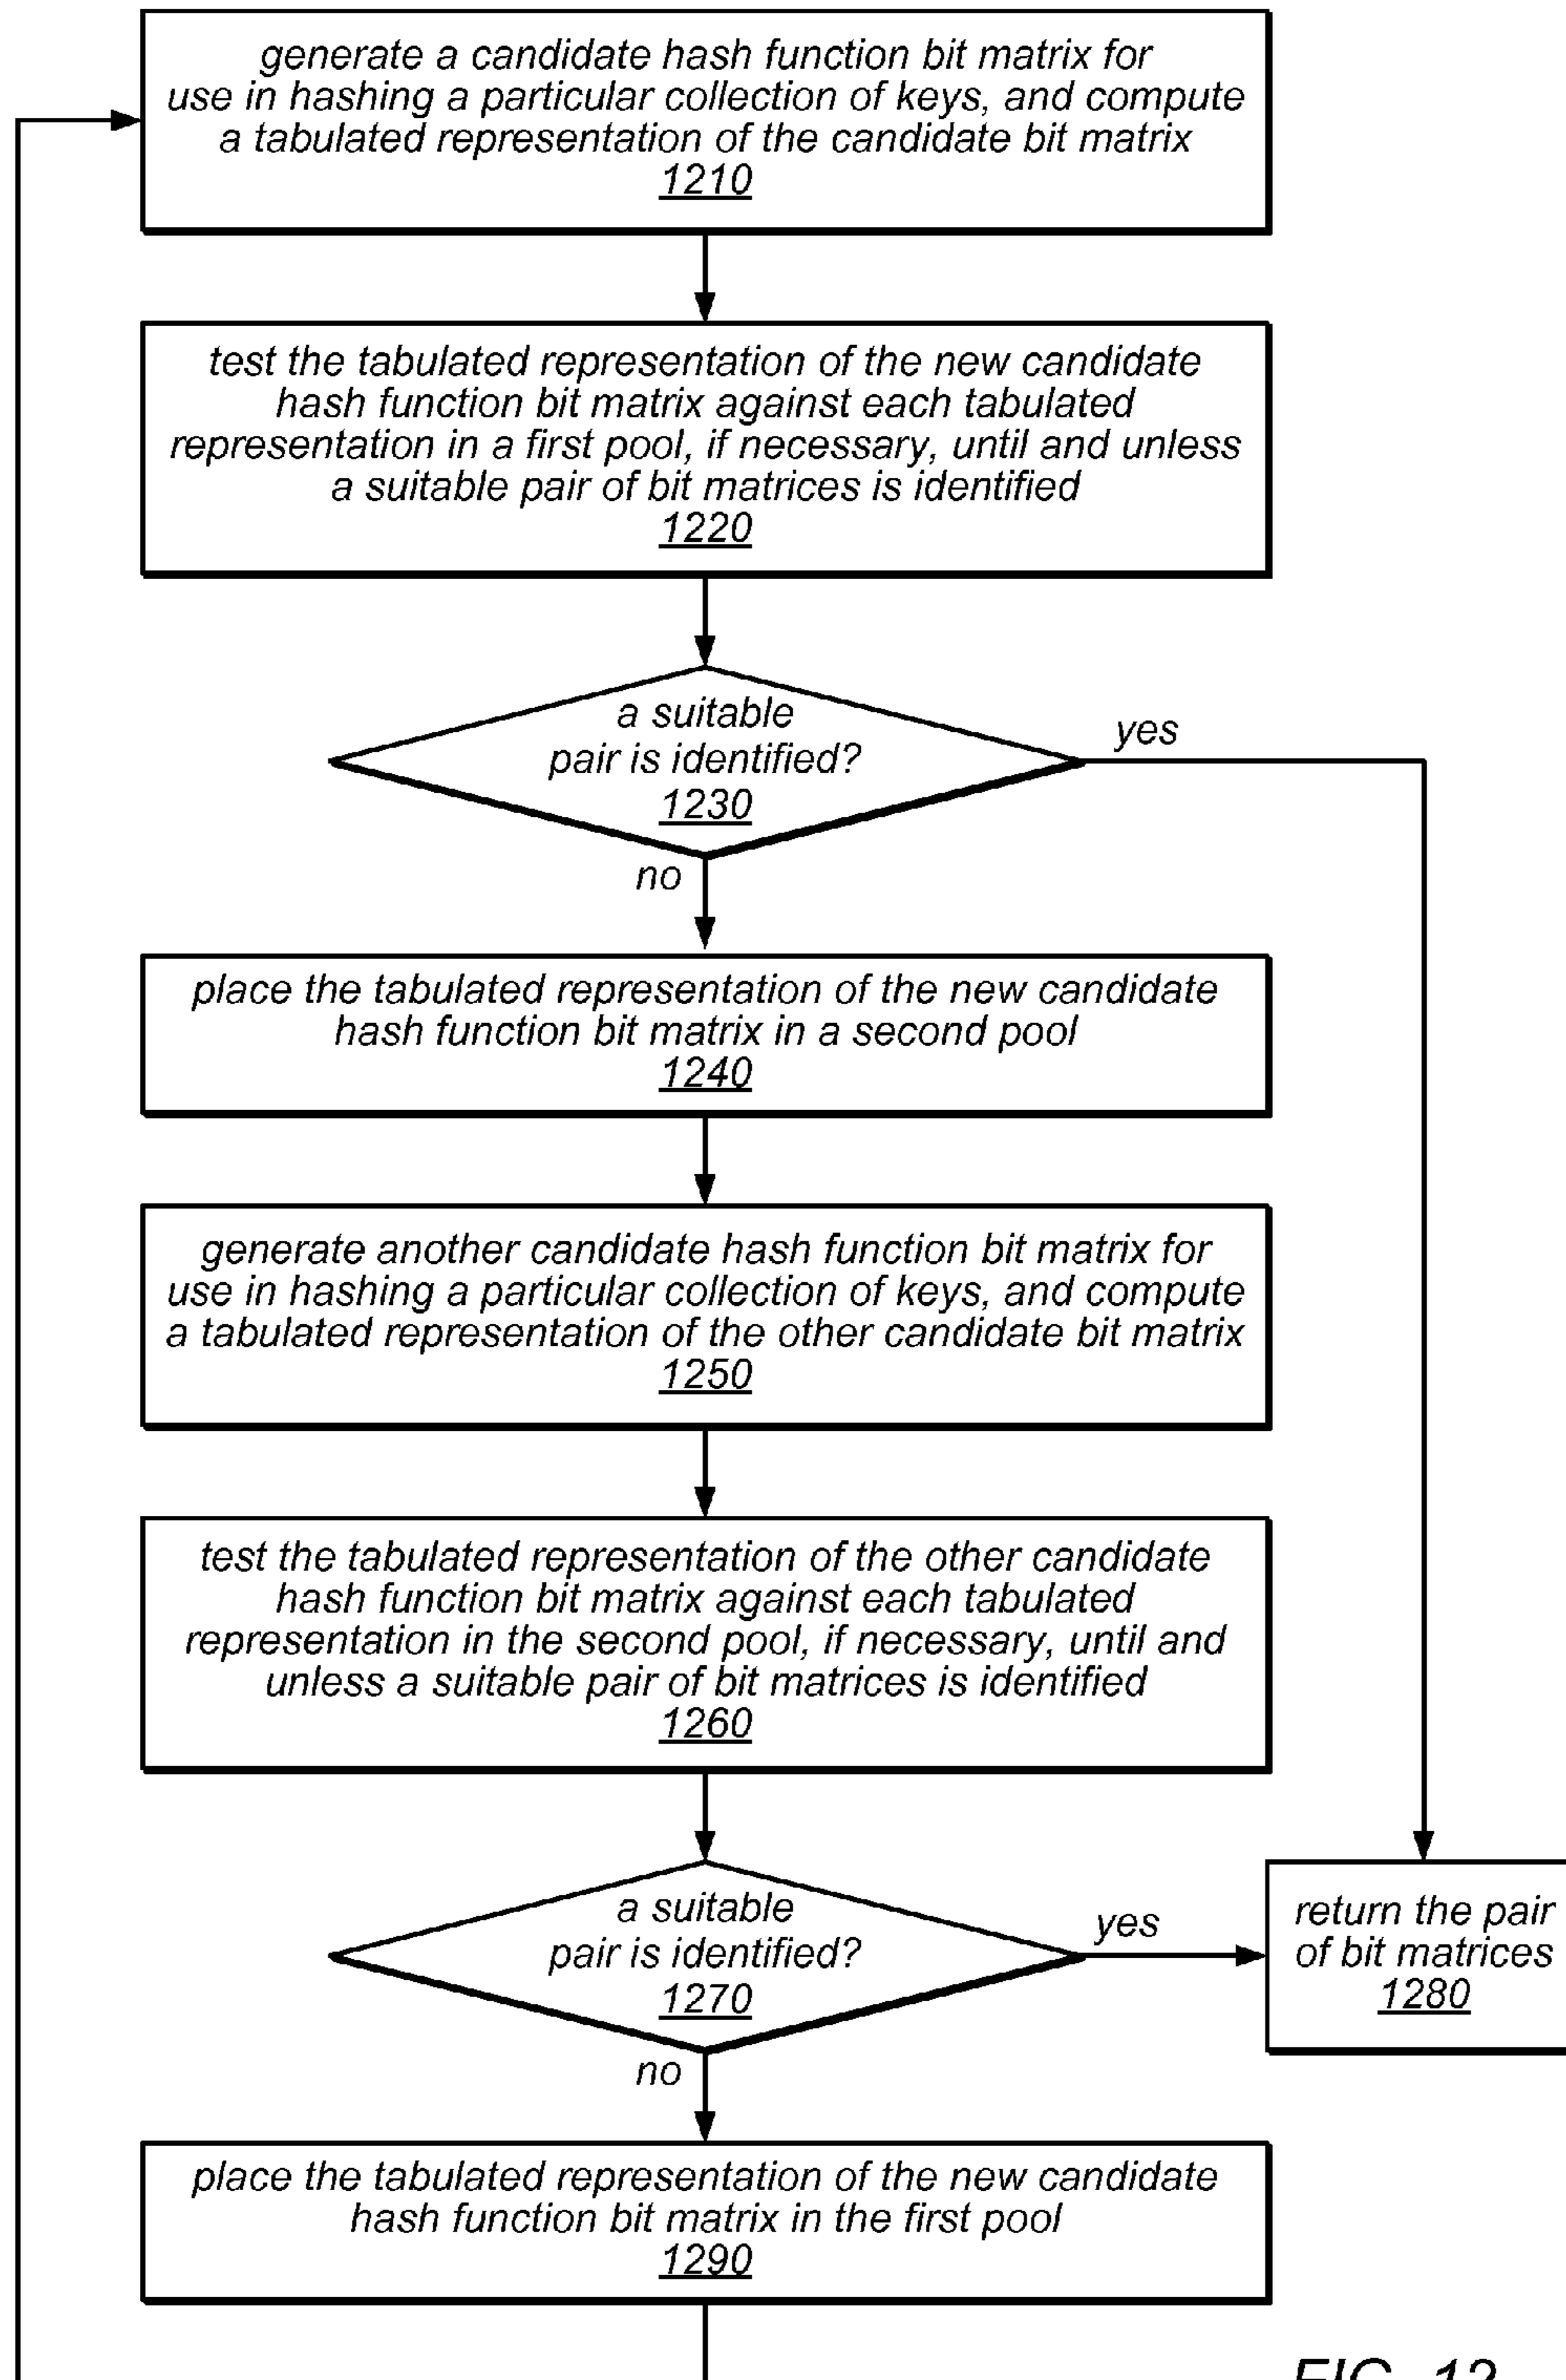 generate a candidate hash function bit matrix for
use in hashing a particular collection of keys, and compute
a tabulated representation of the candidate bit matrix
1210
test the tabulated representation of the new candidate
hash function bit matrix against each tabulated
representation in a first pool, if necessary, until and unless
a suitable pair of bit matrices is identified
1220
a suitable
pair is identified?
1230
yes
no
place the tabulated representation of the new candidate
hash function bit matrix in a second pool
1240
generate another candidate hash function bit matrix for
use in hashing a particular collection of keys, and compute
a tabulated representation of the other candidate bit matrix
1250
test the tabulated representation of the other candidate
hash function bit matrix against each tabulated
representation in the second pool, if necessary, until and
unless a suitable pair of bit matrices is identified
1260
a suitable
pair is identified?
1270
yes
return the pair
of bit matrices
1280
no
place the tabulated representation of the new candidate
hash function bit matrix in the first pool
1290
FIG. 12